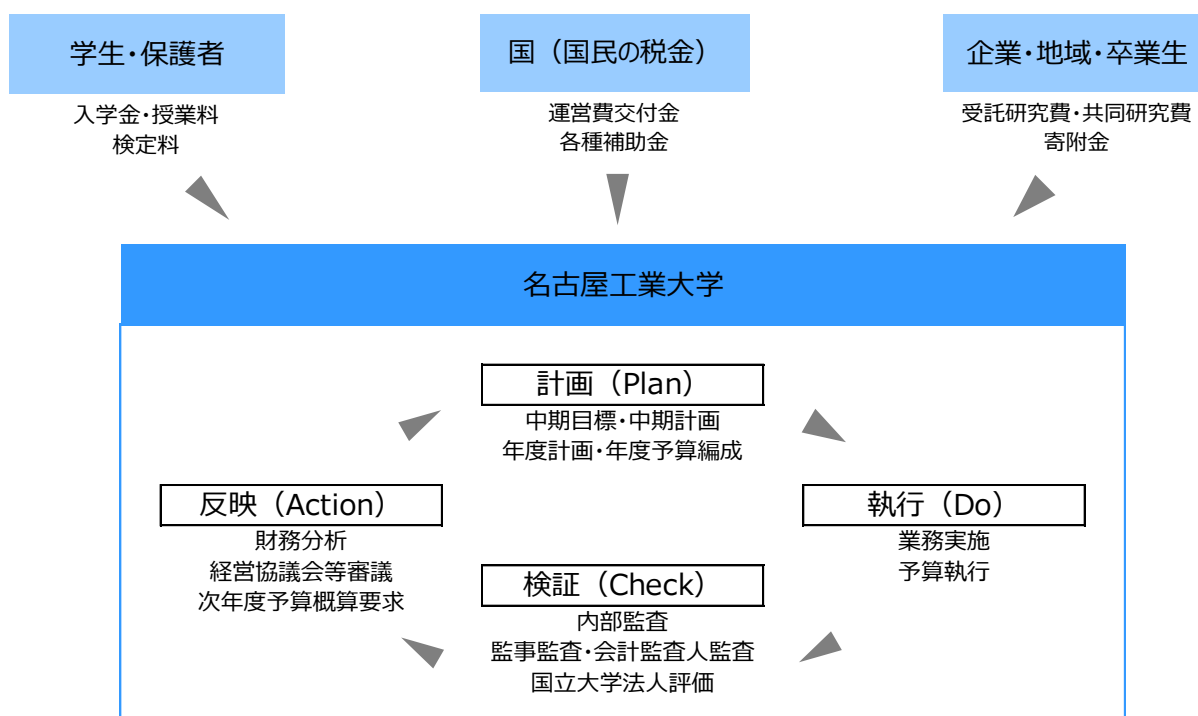 学生・保護者
入学金・授業料
検定料
国（国民の税金）
運営費交付金
各種補助金
企業・地域・卒業生
受託研究費・共同研究費
寄附金
名古屋工業大学
計画（Plan）
中期目標・中期計画
年度計画・年度予算編成
反映（Action）
財務分析
経営協議会等審議
次年度予算概算要求
執行（Do）
業務実施
予算執行
検証（Check）
内部監査
監事監査・会計監査人監査
国立大学法人評価